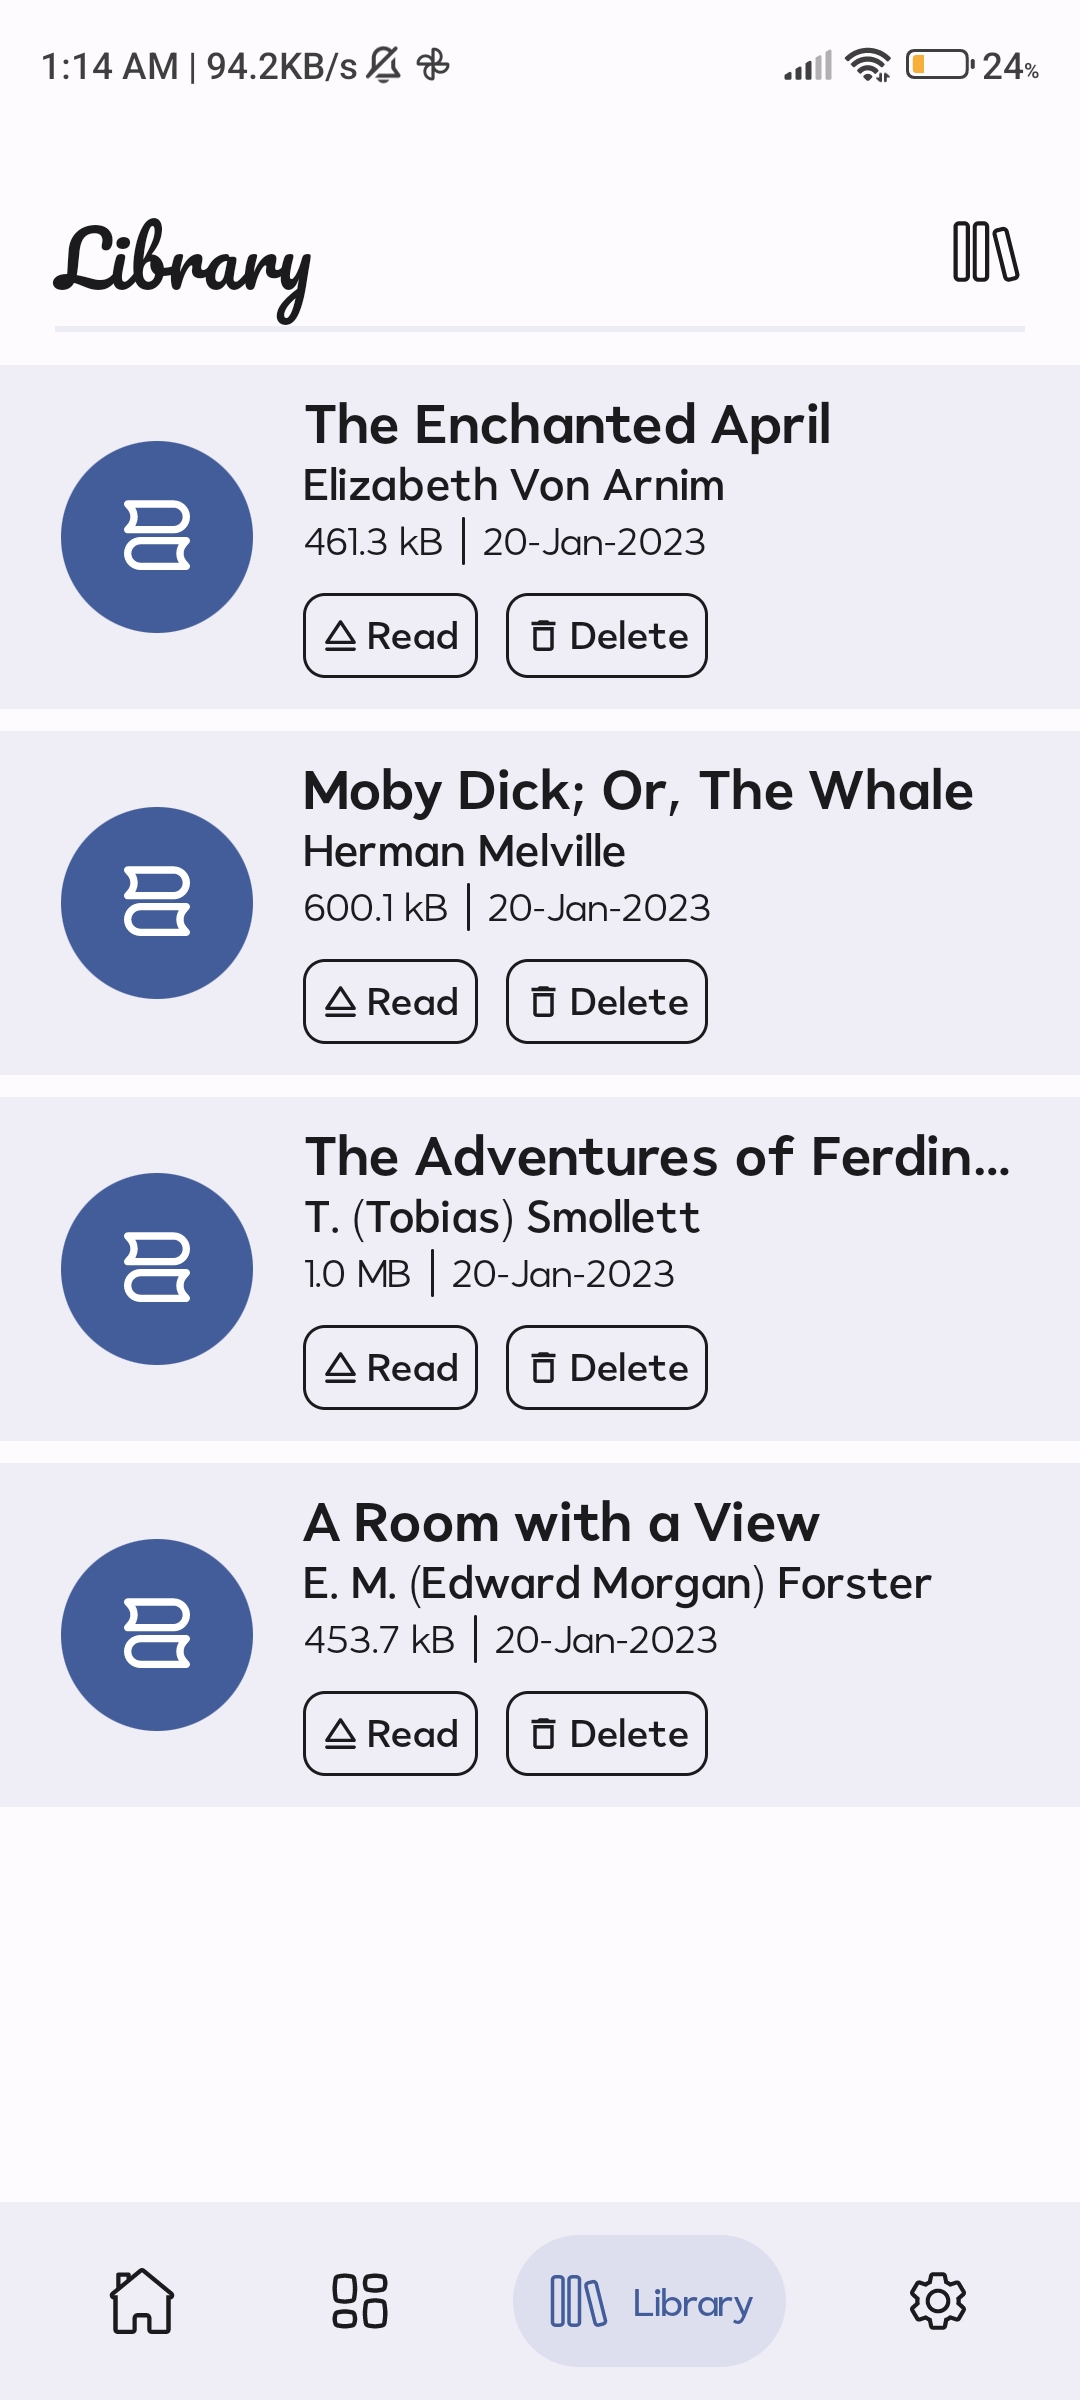 1:14 AM | 94.2KB/s 24%
Library
The Enchanted April
Elizabeth Von Arnim
461.3 kB | 20-Jan-2023
Read Delete
Moby Dick; Or, The Whale
Herman Melville
600.1 kB | 20-Jan-2023
Read Delete
The Adventures of Ferdin...
T. (Tobias) Smollett
1.0 MB | 20-Jan-2023
Read Delete
A Room with a View
E. M. (Edward Morgan) Forster
453.7 kB | 20-Jan-2023
Read Delete
Library